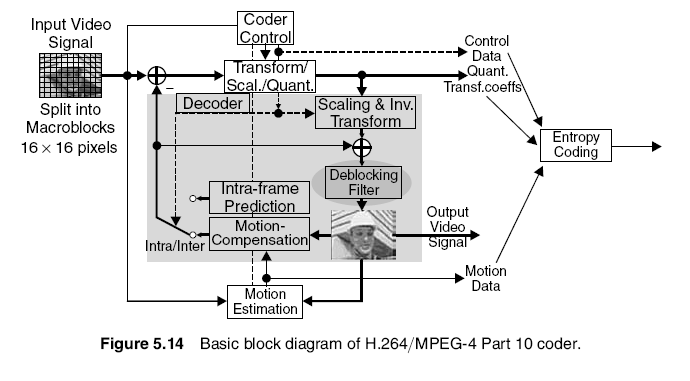 Input Video
Signal
Split into
Macroblocks
16 × 16 pixels
Coder
Control
–
Transform/
Scal./Quant.
Decoder
Scaling & Inv.
Transform
Deblocking
Filter
Intra-frame
Prediction
Motion-
Compensation
Intra/Inter
Motion
Estimation
Control
Data
Quant.
Transf.coeffs
Entropy
Coding
Output
Video
Signal
Motion
Data
Figure 5.14 Basic block diagram of H.264/MPEG-4 Part 10 coder.